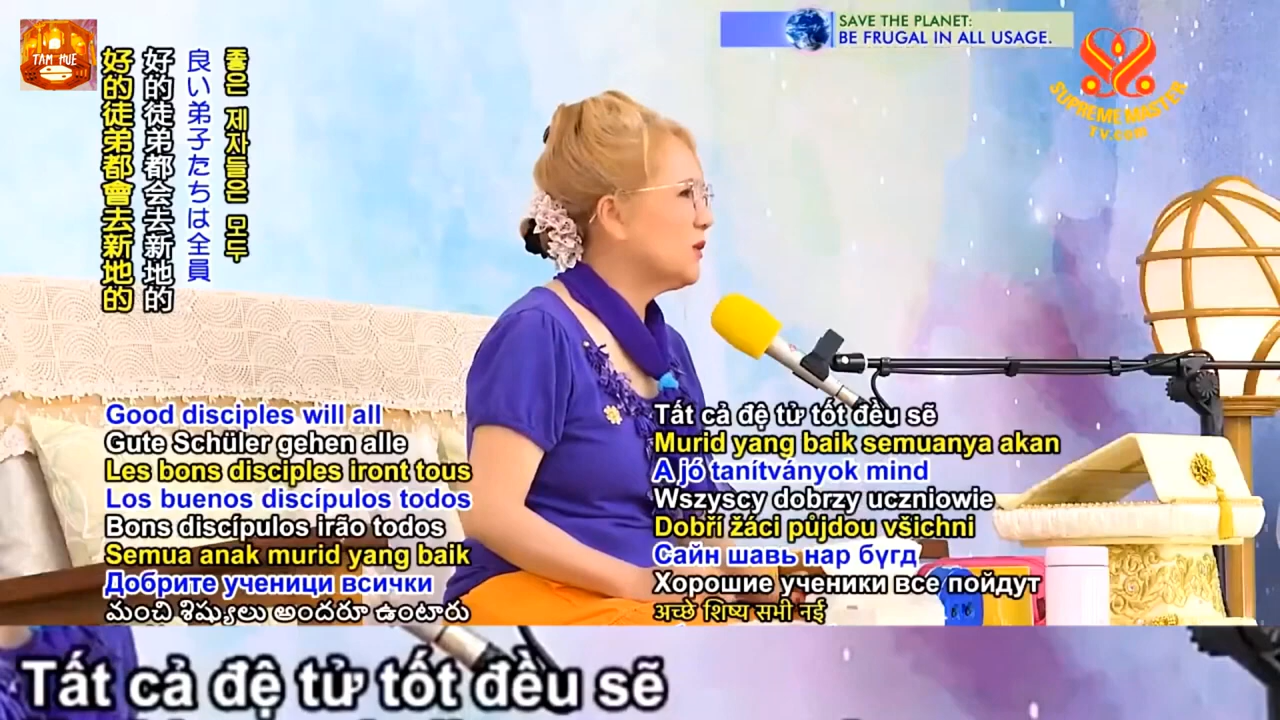 TAM HUE
SAVE THE PLANET:
BE FRUGAL IN ALL USAGE.
SUPREME MASTER
TV.COM
좋은 제자들은 모두
良い弟子たちは全員
好的徒弟都会去新地的
好的徒弟都會去新地的
Good disciples will all
Gute Schüler gehen alle
Les bons disciples iront tous
Los buenos discípulos todos
Bons discípulos irão todos
Semua anak murid yang baik
Добрите ученици всички
మంచి శిష్యులు అందరూ ఉంటారు
Tất cả đệ tử tốt đều sẽ
Murid yang baik semuanya akan
A jó tanítványok mind
Wszyscy dobrzy uczniowie
Dobří žáci půjdou všichni
Сайн шавь нар бүгд
Хорошие ученики все пойдут
अच्छे शिष्य सभी नई
Tất cả đệ tử tốt đều sẽ